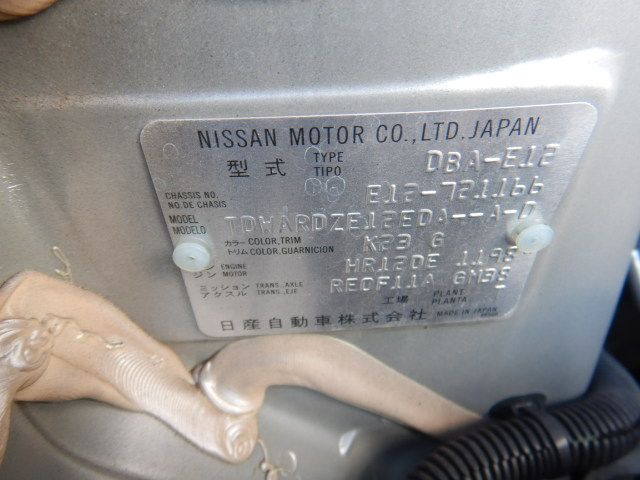 NISSAN MOTOR CO.,LTD.JAPAN
型式 TYPE TIPO DBA-E12
CHASSIS NO. NO.DE CHASIS E12-721166
MODEL MODELO TDWARDZE12EDA--A-D
カラー COLOR,TRIM トリム COLOR,GUARNICION K23 G
ENGINE MOTOR HR12DE 1198
ミッション TRANS.,AXLE アクスル TRANS.,EJE RE0F11A GM38
工場 PLANT PLANTA
日産自動車株式会社 MADE IN JAPAN